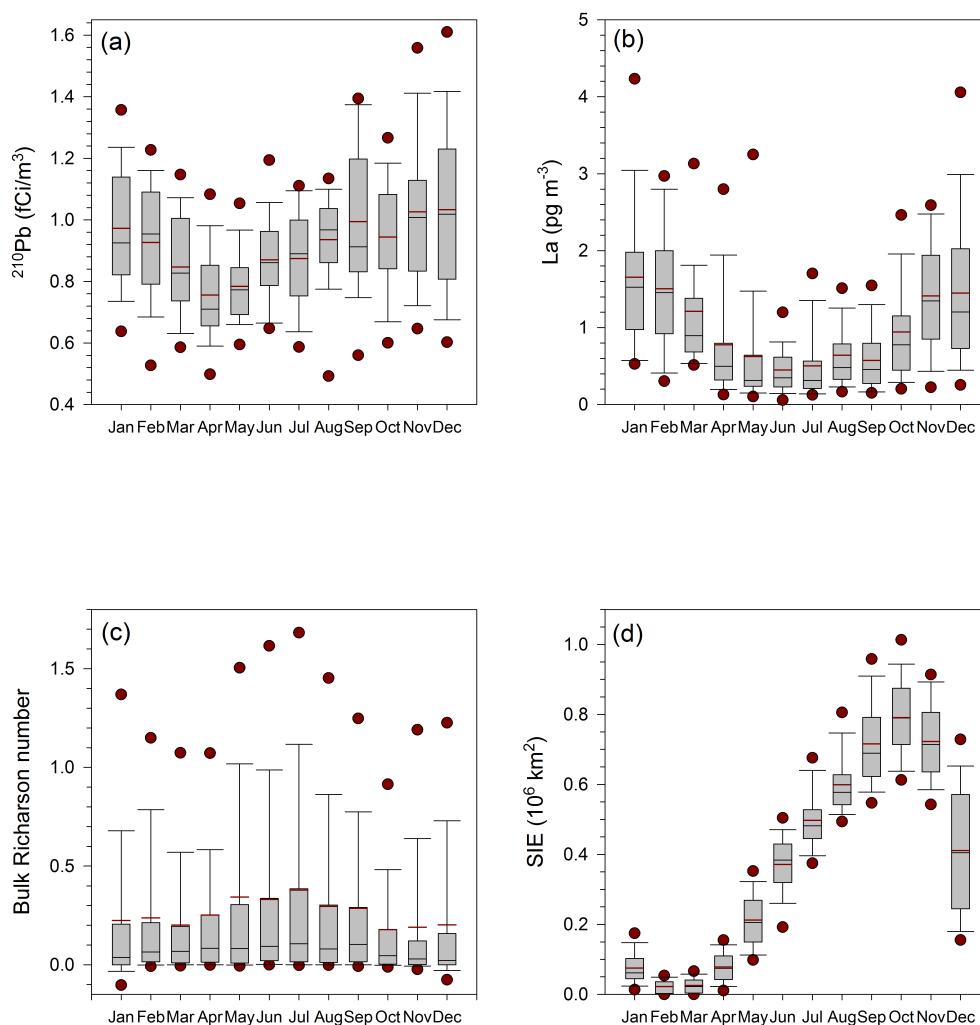 (a)
²¹⁰Pb (fCi/m³)
1.6
1.4
1.2
1.0
0.8
0.6
0.4
Jan Feb Mar Apr May Jun Jul Aug Sep Oct Nov Dec
(b)
La (pg m⁻³)
5
4
3
2
1
0
Jan Feb Mar Apr May Jun Jul Aug Sep Oct Nov Dec
(c)
Bulk Richarson number
1.5
1.0
0.5
0.0
Jan Feb Mar Apr May Jun Jul Aug Sep Oct Nov Dec
(d)
SIE (10⁶ km²)
1.0
0.8
0.6
0.4
0.2
0.0
Jan Feb Mar Apr May Jun Jul Aug Sep Oct Nov Dec